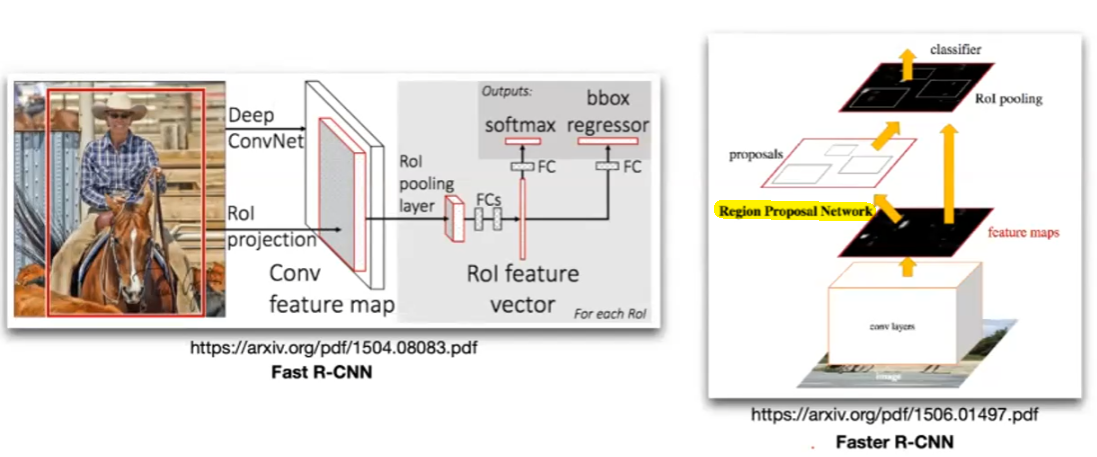 Deep
ConvNet
RoI
projection
Conv
feature map
RoI
pooling
layer
FCs
Outputs:
softmax
bbox
regressor
FC
FC
RoI feature
vector
For each RoI
https://arxiv.org/pdf/1504.08083.pdf
Fast R-CNN
classifier
RoI pooling
proposals
Region Proposal Network
feature maps
conv layers
image
https://arxiv.org/pdf/1506.01497.pdf
Faster R-CNN